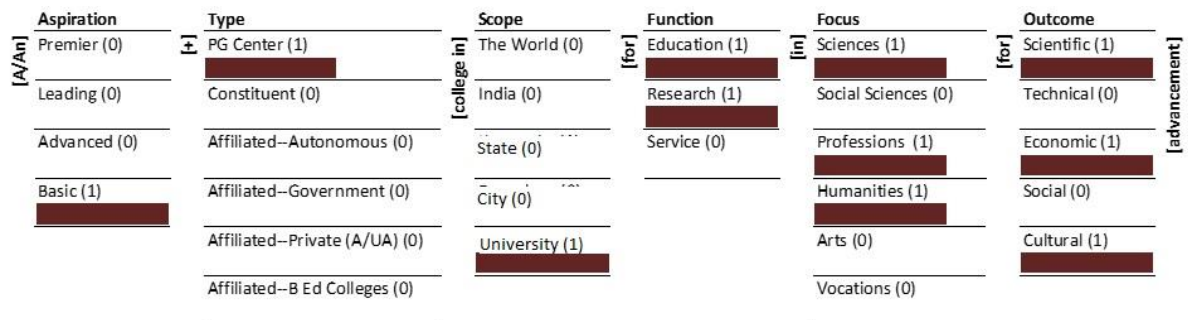 Aspiration Type Scope Function Focus Outcome
[A/An] Premier (0) [+] PG Center (1) [college in] The World (0) [for] Education (1) [in] Sciences (1) [for] Scientific (1) [advancement]
Leading (0) Constituent (0) India (0) Research (1) Social Sciences (0) Technical (0)
Advanced (0) Affiliated--Autonomous (0) State (0) Service (0) Professions (1) Economic (1)
Basic (1) Affiliated--Government (0) City (0) Humanities (1) Social (0)
Affiliated--Private (A/UA) (0) University (1) Arts (0) Cultural (1)
Affiliated--B Ed Colleges (0) Vocations (0)